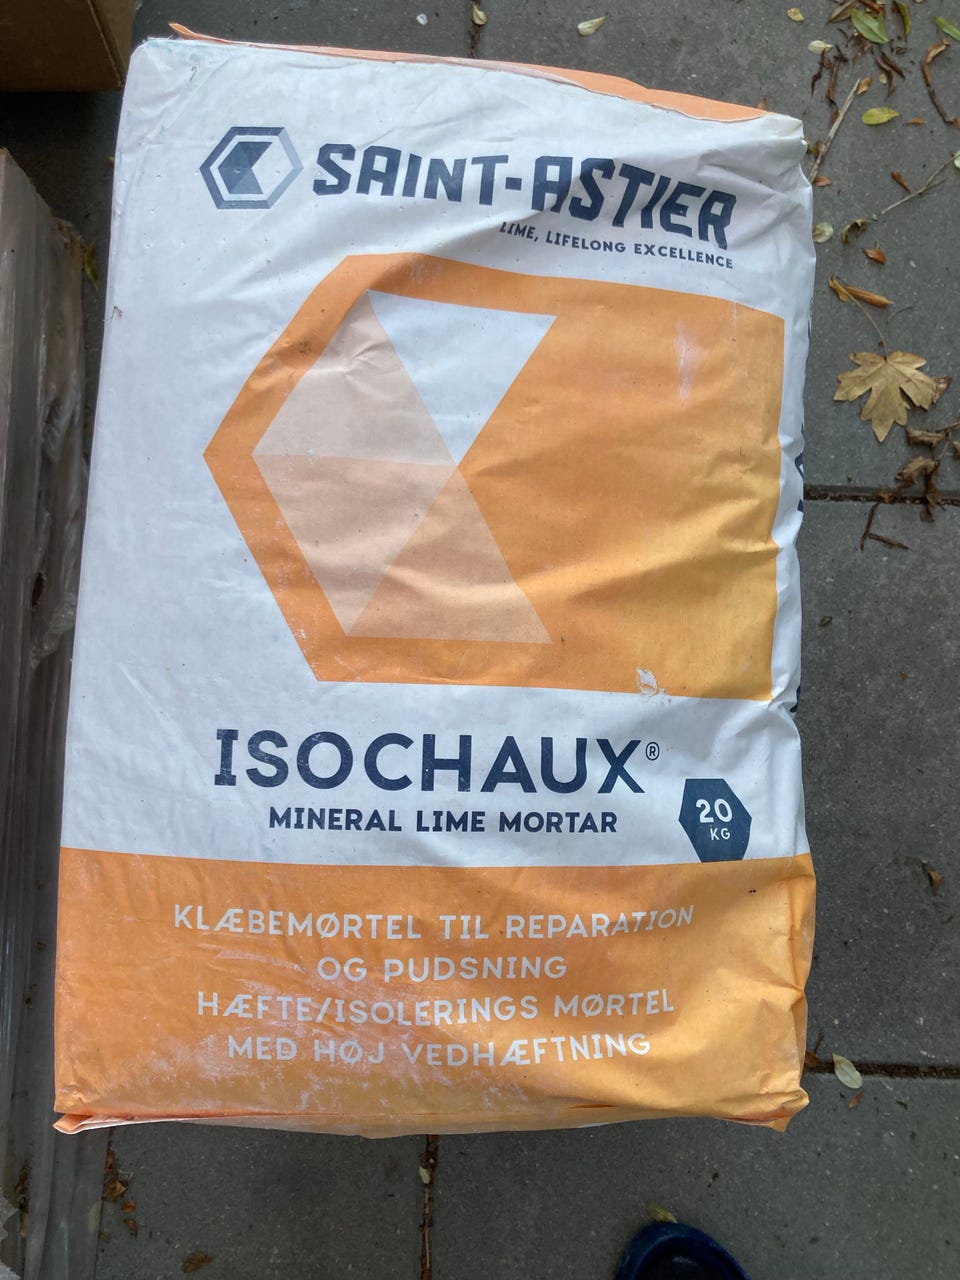 SAINT-ASTIER
LIME, LIFELONG EXCELLENCE
ISOCHAUX®
MINERAL LIME MORTAR
20
KG
KLÆBEMØRTEL TIL REPARATION
OG PUDSNING
HÆFTE/ISOLERINGS MØRTEL
MED HØJ VEDHÆFTNING